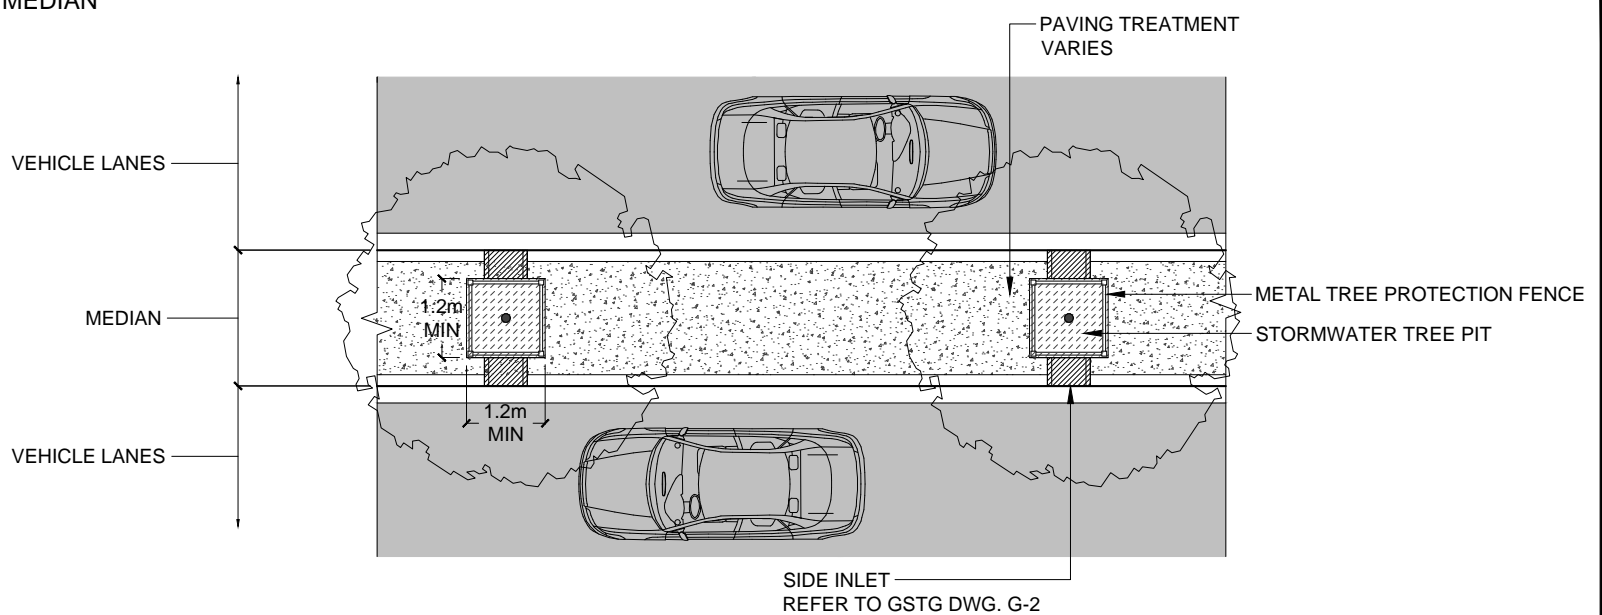 MEDIAN
PAVING TREATMENT
VARIES
VEHICLE LANES
1.2m
MIN
METAL TREE PROTECTION FENCE
MEDIAN
STORMWATER TREE PIT
1.2m
MIN
VEHICLE LANES
SIDE INLET
REFER TO GSTG DWG. G-2